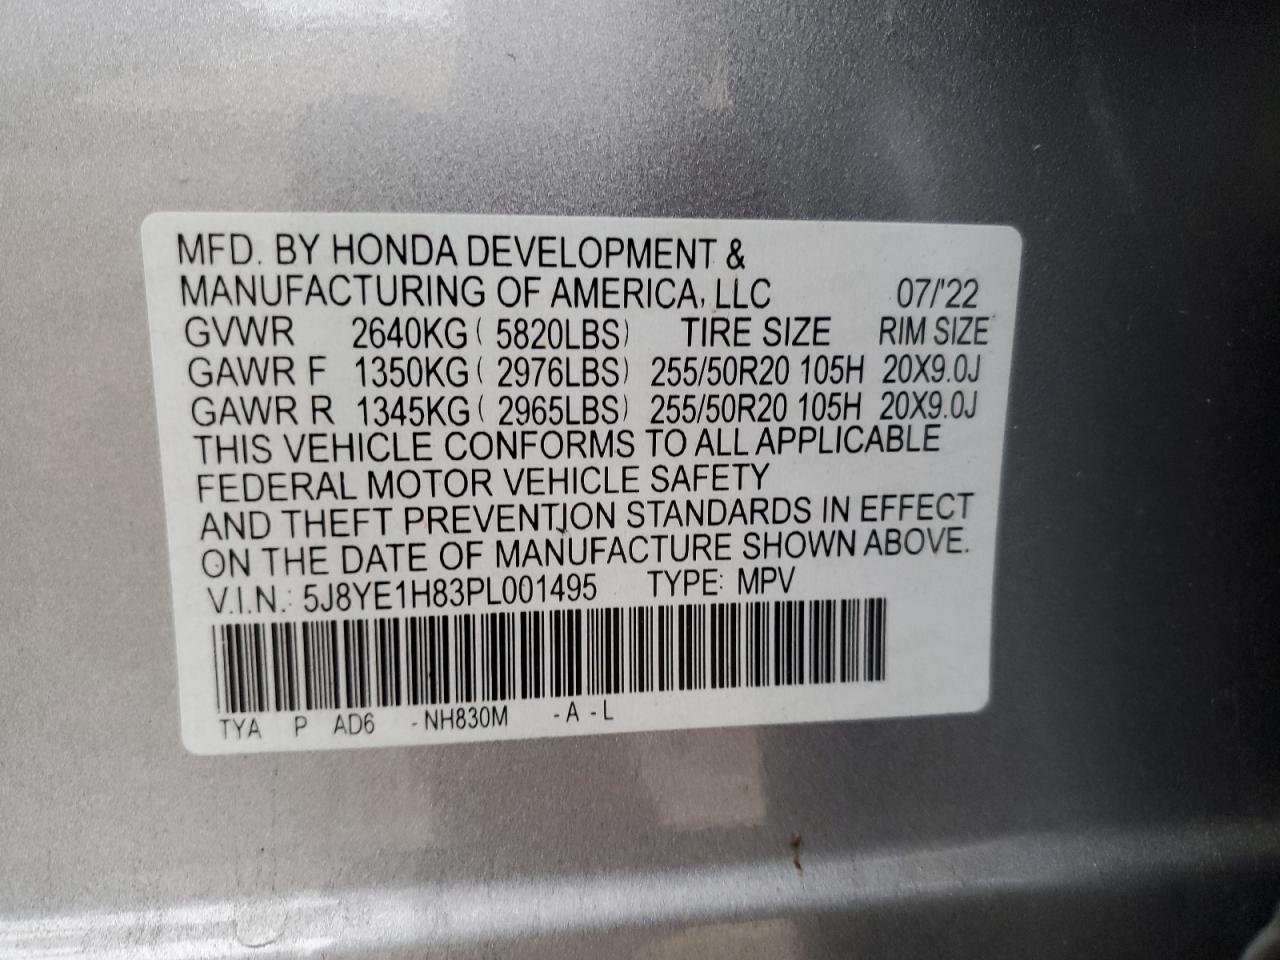 MFD. BY HONDA DEVELOPMENT &
MANUFACTURING OF AMERICA, LLC 07/'22
GVWR 2640KG ( 5820LBS) TIRE SIZE RIM SIZE
GAWR F 1350KG ( 2976LBS) 255/50R20 105H 20X9.0J
GAWR R 1345KG ( 2965LBS) 255/50R20 105H 20X9.0J
THIS VEHICLE CONFORMS TO ALL APPLICABLE
FEDERAL MOTOR VEHICLE SAFETY
AND THEFT PREVENTION STANDARDS IN EFFECT
ON THE DATE OF MANUFACTURE SHOWN ABOVE.
V.I.N.: 5J8YE1H83PL001495 TYPE: MPV
TYA P AD6 -NH830M -A -L